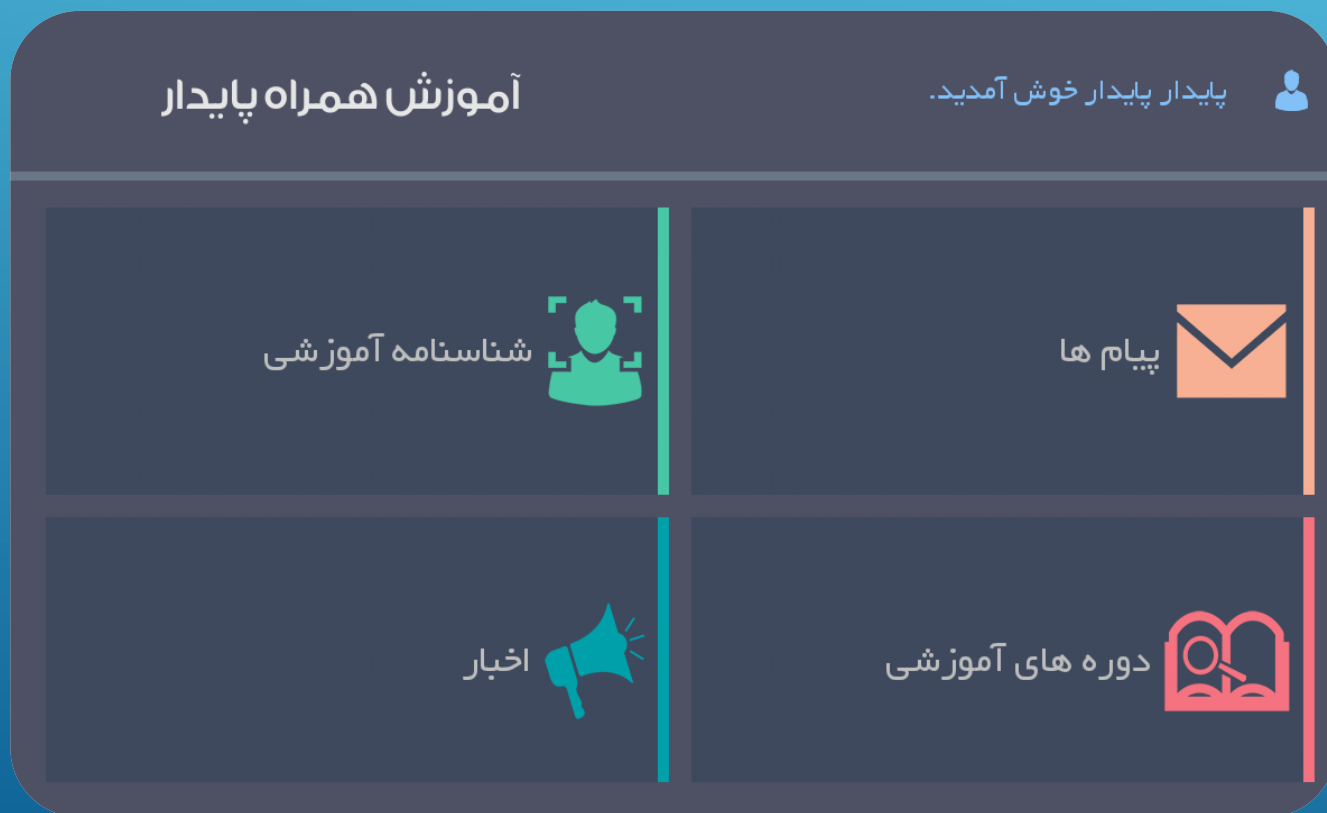 پایدار پایدار خوش آمدید.
آموزش همراه پایدار
پیام ها
شناسنامه آموزشی
دوره های آموزشی
اخبار